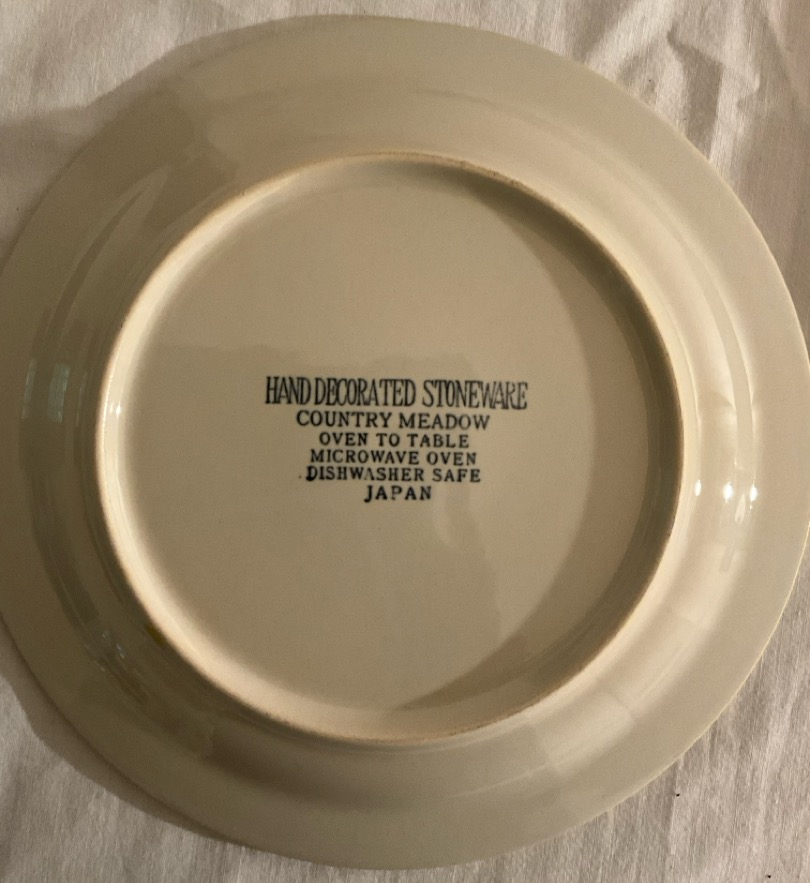 HAND DECORATED STONEWARE
COUNTRY MEADOW
OVEN TO TABLE
MICROWAVE OVEN
DISHWASHER SAFE
JAPAN